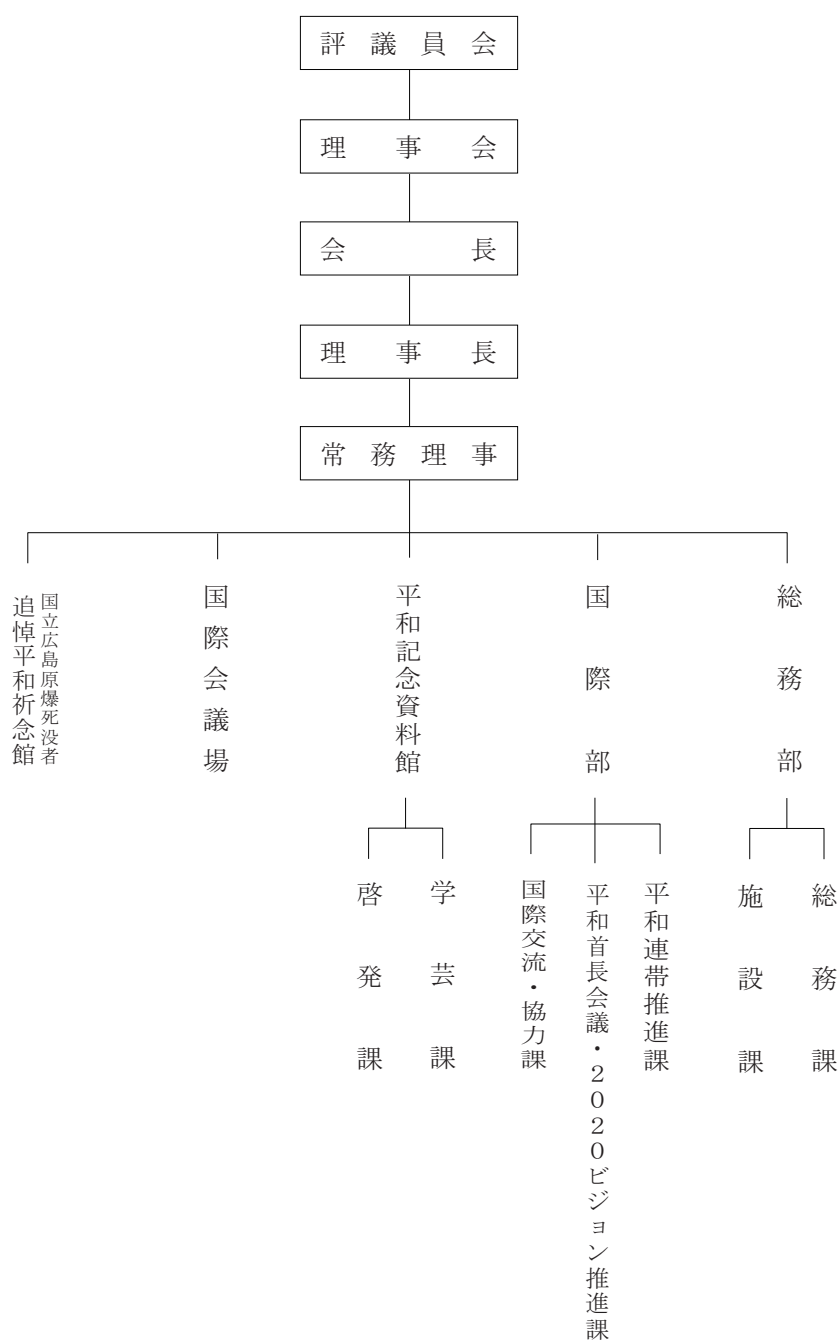 評議員会
理事会
会長
理事長
常務理事
総務部
国際部
平和記念資料館
国際会議場
国立広島原爆死没者
追悼平和祈念館
総務課
施設課
平和連帯推進課
平和首長会議・2020ビジョン推進課
国際交流・協力課
学芸課
啓発課